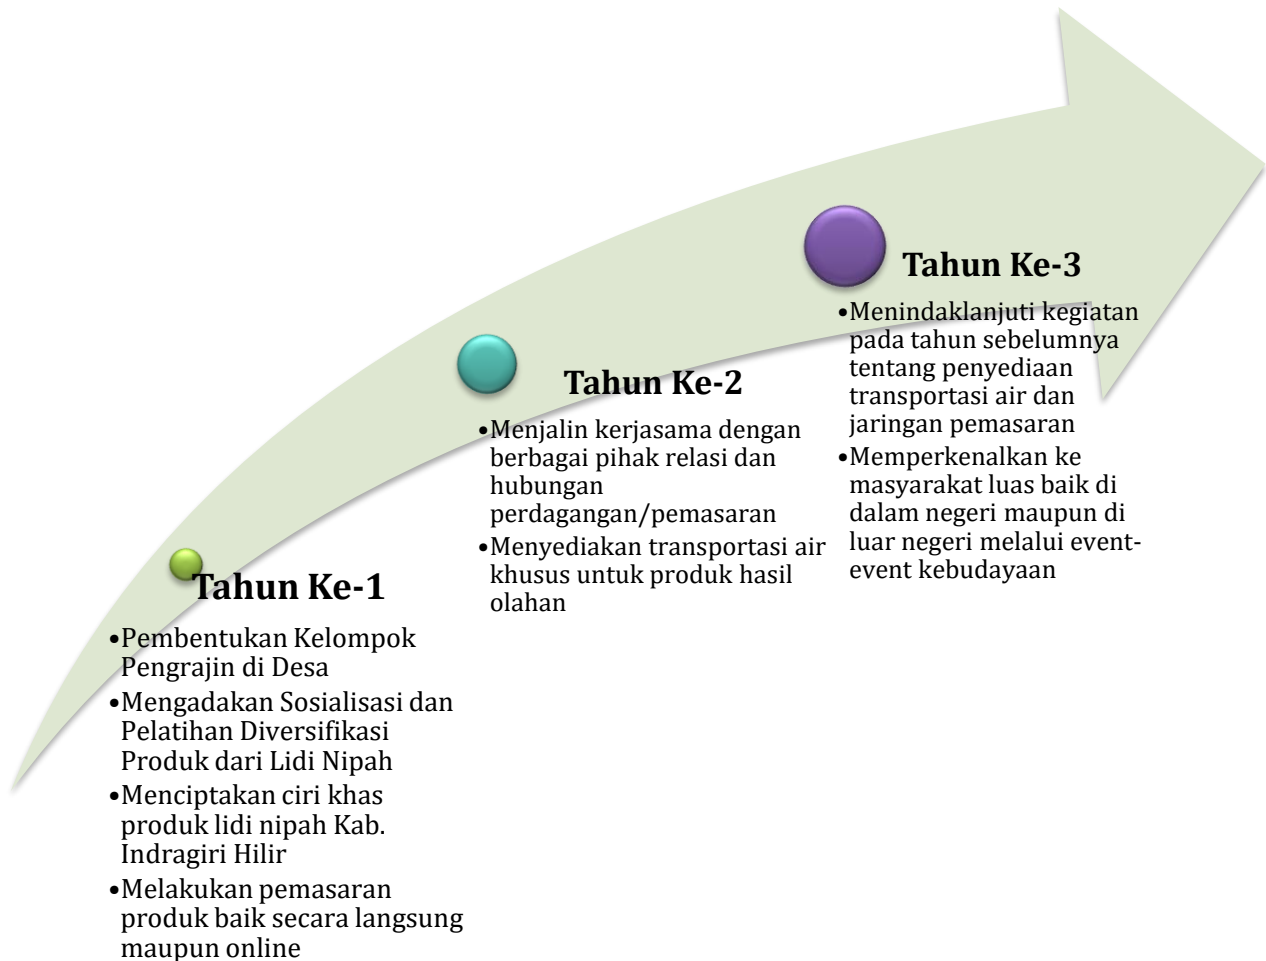 Tahun Ke-1
•Pembentukan Kelompok
Pengrajin di Desa
•Mengadakan Sosialisasi dan
Pelatihan Diversifikasi
Produk dari Lidi Nipah
•Menciptakan ciri khas
produk lidi nipah Kab.
Indragiri Hilir
•Melakukan pemasaran
produk baik secara langsung
maupun online
Tahun Ke-2
•Menjalin kerjasama dengan
berbagai pihak relasi dan
hubungan
perdagangan/pemasaran
•Menyediakan transportasi air
khusus untuk produk hasil
olahan
Tahun Ke-3
•Menindaklanjuti kegiatan
pada tahun sebelumnya
tentang penyediaan
transportasi air dan
jaringan pemasaran
•Memperkenalkan ke
masyarakat luas baik di
dalam negeri maupun di
luar negeri melalui event-
event kebudayaan